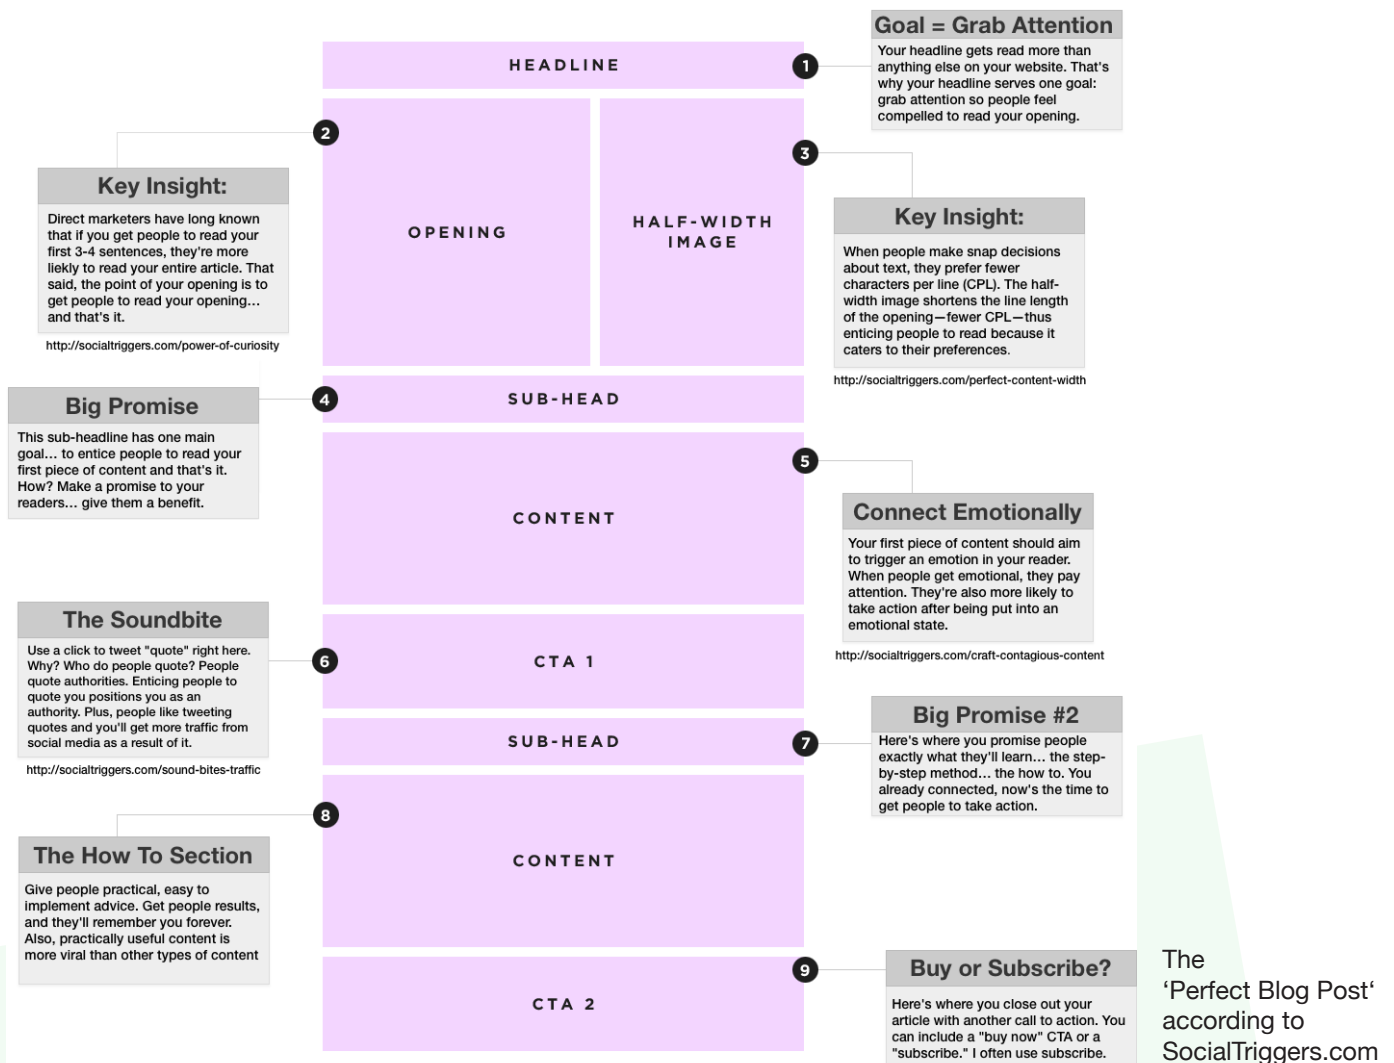 Goal = Grab Attention
Your headline gets read more than
anything else on your website. That's
why your headline serves one goal:
grab attention so people feel
compelled to read your opening.
HEADLINE
1
2
Key Insight:
Direct marketers have long known
that if you get people to read your
first 3-4 sentences, they're more
liekly to read your entire article. That
said, the point of your opening is to
get people to read your opening...
and that's it.
http://socialtriggers.com/power-of-curiosity
OPENING
HALF-WIDTH
IMAGE
3
Key Insight:
When people make snap decisions
about text, they prefer fewer
characters per line (CPL). The half-
width image shortens the line length
of the opening—fewer CPL—thus
enticing people to read because it
caters to their preferences.
http://socialtriggers.com/perfect-content-width
Big Promise
This sub-headline has one main
goal... to entice people to read your
first piece of content and that's it.
How? Make a promise to your
readers... give them a benefit.
4
SUB-HEAD
CONTENT
5
Connect Emotionally
Your first piece of content should aim
to trigger an emotion in your reader.
When people get emotional, they pay
attention. They're also more likely to
take action after being put into an
emotional state.
http://socialtriggers.com/craft-contagious-content
The Soundbite
Use a click to tweet "quote" right here.
Why? Who do people quote? People
quote authorities. Enticing people to
quote you positions you as an
authority. Plus, people like tweeting
quotes and you'll get more traffic from
social media as a result of it.
http://socialtriggers.com/sound-bites-traffic
6
CTA 1
SUB-HEAD
7
Big Promise #2
Here's where you promise people
exactly what they'll learn... the step-
by-step method... the how to. You
already connected, now's the time to
get people to take action.
8
The How To Section
Give people practical, easy to
implement advice. Get people results,
and they'll remember you forever.
Also, practically useful content is
more viral than other types of content
CONTENT
CTA 2
9
Buy or Subscribe?
Here's where you close out your
article with another call to action. You
can include a "buy now" CTA or a
"subscribe." I often use subscribe.
The
‘Perfect Blog Post‘
according to
SocialTriggers.com